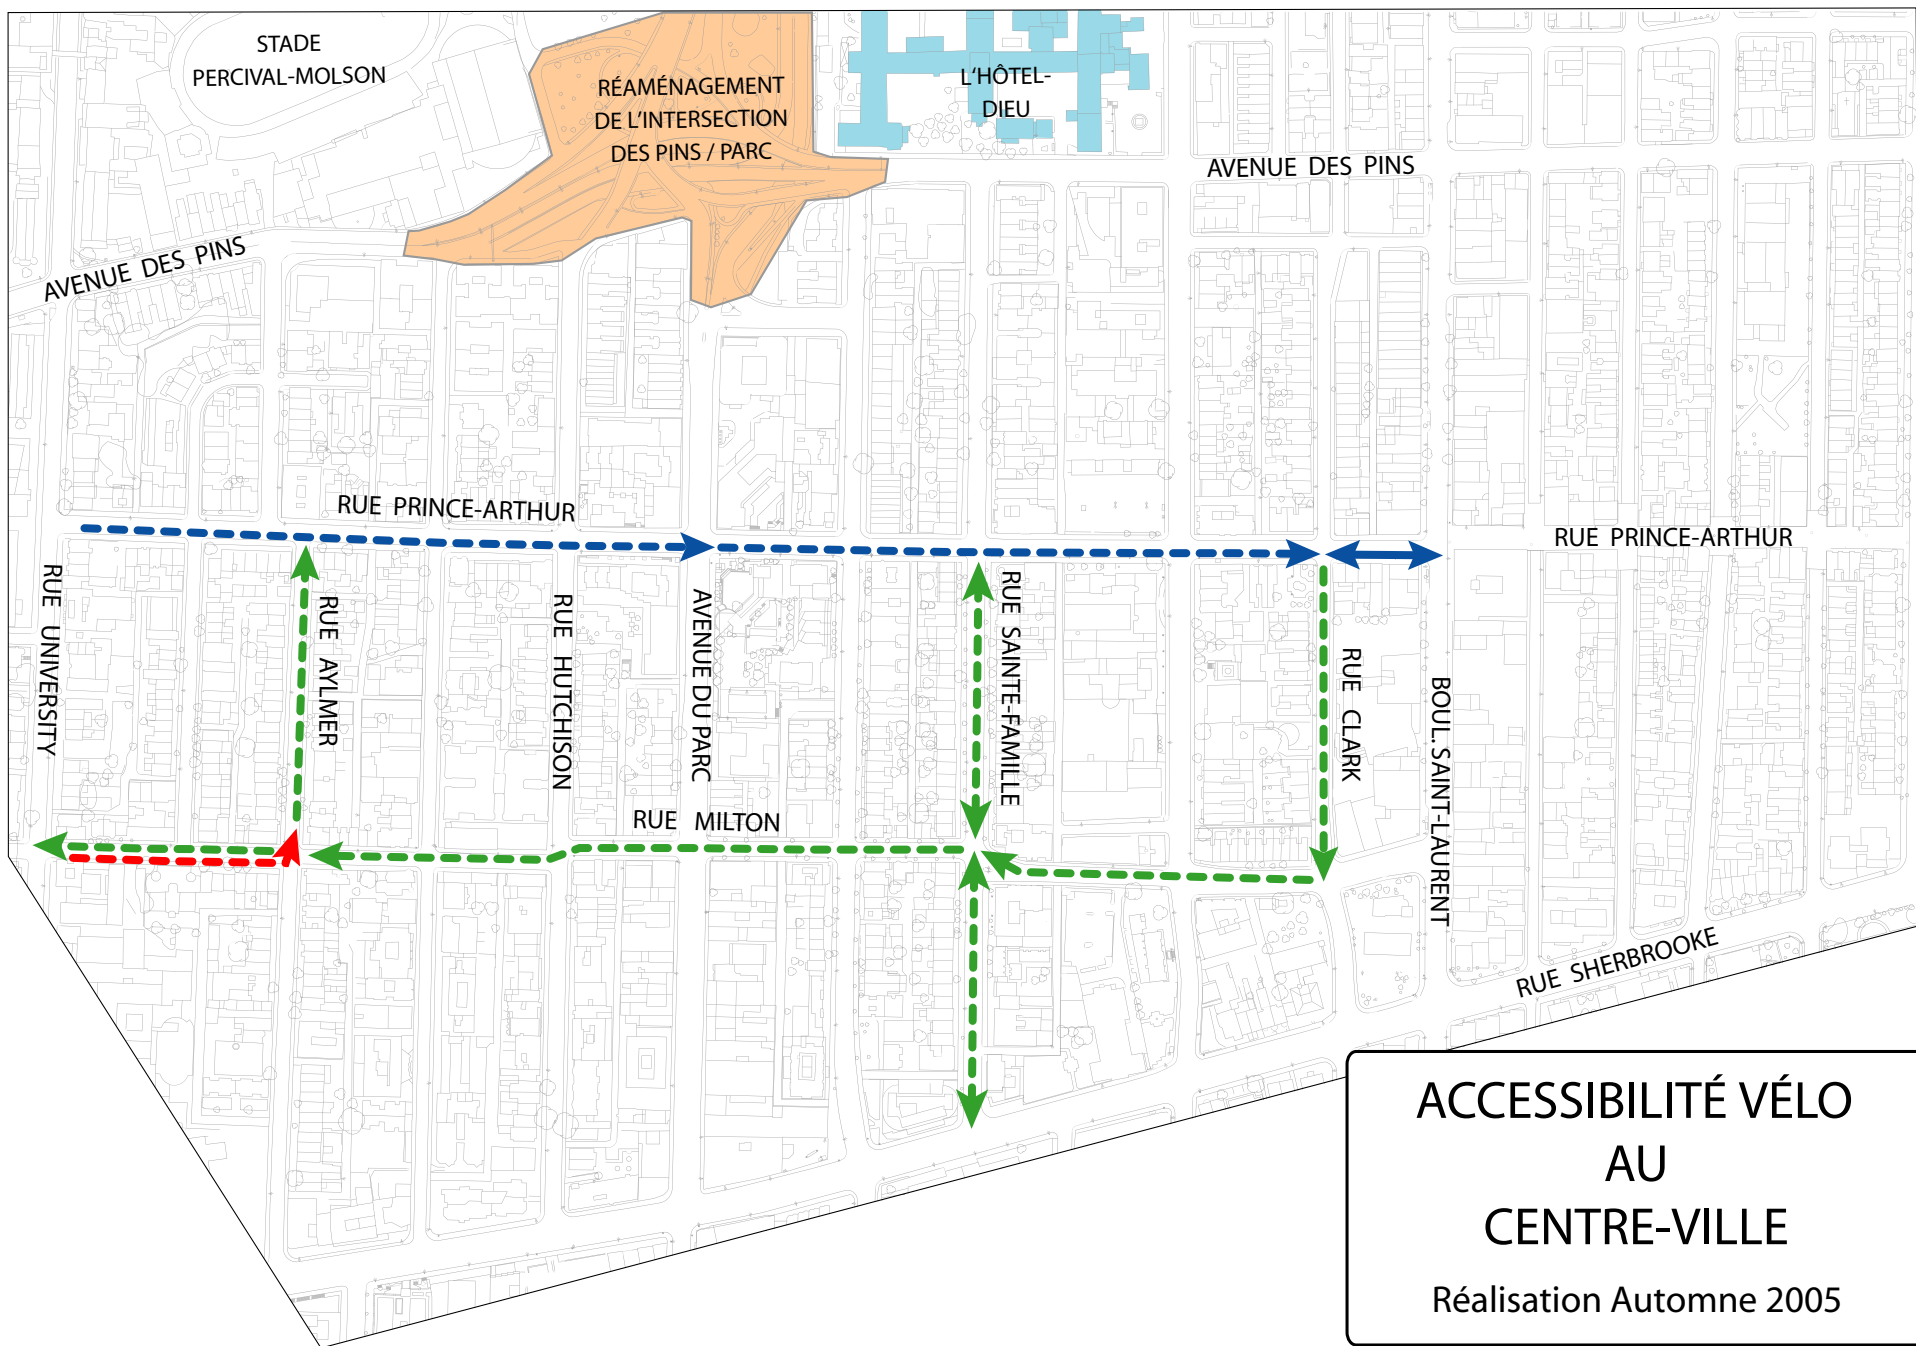 STADE
PERCIVAL-MOLSON
RÉAMÉNAGEMENT
DE L'INTERSECTION
DES PINS / PARC
L'HÔTEL-
DIEU
AVENUE DES PINS
AVENUE DES PINS
RUE PRINCE-ARTHUR
RUE PRINCE-ARTHUR
RUE UNIVERSITY
RUE AYLMER
RUE HUTCHISON
AVENUE DU PARC
RUE SAINTE-FAMILLE
RUE CLARK
BOUL. SAINT-LAURENT
RUE MILTON
RUE SHERBROOKE
ACCESSIBILITÉ VÉLO
AU
CENTRE-VILLE
Réalisation Automne 2005